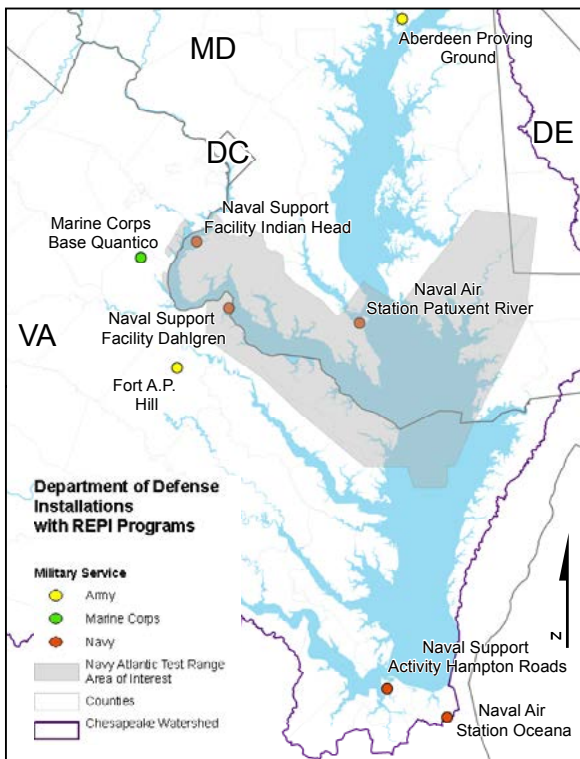 MD
Aberdeen Proving
Ground
DE
DC
Naval Support
Facility Indian Head
Marine Corps
Base Quantico
Naval Air
Station Patuxent River
Naval Support
Facility Dahlgren
VA
Fort A.P.
Hill
Department of Defense
Installations
with REPI Programs
Military Service
Army
Marine Corps
Navy
Navy Atlantic Test Range
Area of Interest
Counties
Chesapeake Watershed
N
Naval Support
Activity Hampton Roads
Naval Air
Station Oceana